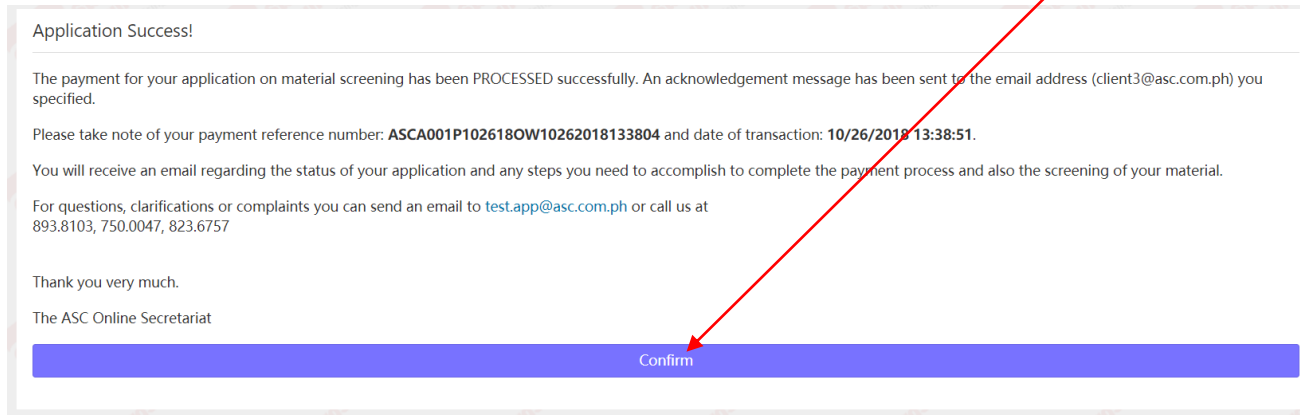 Application Success!
The payment for your application on material screening has been PROCESSED successfully. An acknowledgement message has been sent to the email address (client3@asc.com.ph) you
specified.
Please take note of your payment reference number: ASCA001P102618OW10262018133804 and date of transaction: 10/26/2018 13:38:51.
You will receive an email regarding the status of your application and any steps you need to accomplish to complete the payment process and also the screening of your material.
For questions, clarifications or complaints you can send an email to test.app@asc.com.ph or call us at
893.8103, 750.0047, 823.6757
Thank you very much.
The ASC Online Secretariat
Confirm